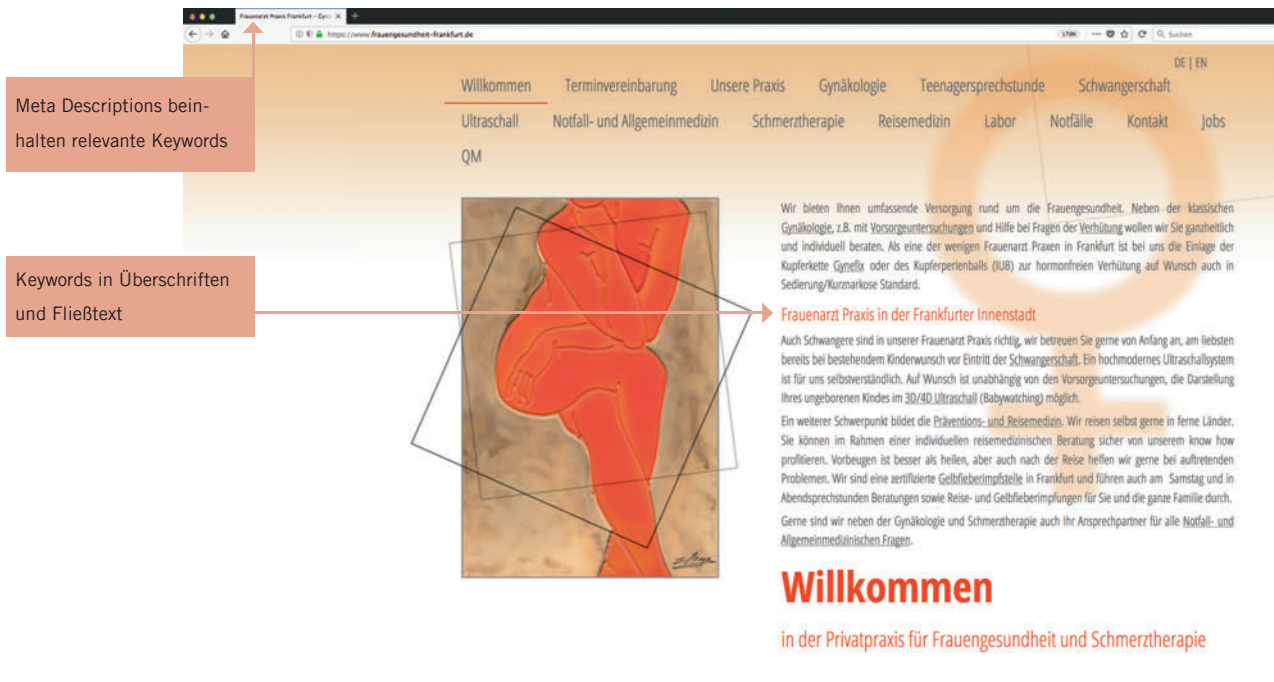 Frauenarzt Praxis Frankfurt – Gynä X +
https://www.frauengesundheit-frankfurt.de 170% Suchen
DE | EN
Meta Descriptions bein-
halten relevante Keywords
Willkommen Terminvereinbarung Unsere Praxis Gynäkologie Teenagersprechstunde Schwangerschaft
Ultraschall Notfall- und Allgemeinmedizin Schmerztherapie Reisemedizin Labor Notfälle Kontakt Jobs
QM
Keywords in Überschriften
und Fließtext
Wir bieten Ihnen umfassende Versorgung rund um die Frauengesundheit. Neben der klassischen
Gynäkologie, z.B. mit Vorsorgeuntersuchungen und Hilfe bei Fragen der Verhütung wollen wir Sie ganzheitlich
und individuell beraten. Als eine der wenigen Frauenarzt Praxen in Frankfurt ist bei uns die Einlage der
Kupferkette Gynefix oder des Kupferperlenballs (IUB) zur hormonfreien Verhütung auf Wunsch auch in
Sedierung/Kurznarkose Standard.
Frauenarzt Praxis in der Frankfurter Innenstadt
Auch Schwangere sind in unserer Frauenarzt Praxis richtig, wir betreuen Sie gerne von Anfang an, am liebsten
bereits bei bestehendem Kinderwunsch vor Eintritt der Schwangerschaft. Ein hochmodernes Ultraschallsystem
ist für uns selbstverständlich. Auf Wunsch ist unabhängig von den Vorsorgeuntersuchungen, die Darstellung
Ihres ungeborenen Kindes im 3D/4D Ultraschall (Babywatching) möglich.
Ein weiterer Schwerpunkt bildet die Präventions- und Reisemedizin. Wir reisen selbst gerne in ferne Länder.
Sie können im Rahmen einer individuellen reisemedizinischen Beratung sicher von unserem know how
profitieren. Vorbeugen ist besser als heilen, aber auch nach der Reise helfen wir gerne bei auftretenden
Problemen. Wir sind eine zertifizierte Gelbfieberimpfstelle in Frankfurt und führen auch am Samstag und in
Abendsprechstunden Beratungen sowie Reise- und Gelbfieberimpfungen für Sie und die ganze Familie durch.
Gerne sind wir neben der Gynäkologie und Schmerztherapie auch Ihr Ansprechpartner für alle Notfall- und
Allgemeinmedizinischen Fragen.
Willkommen
in der Privatpraxis für Frauengesundheit und Schmerztherapie